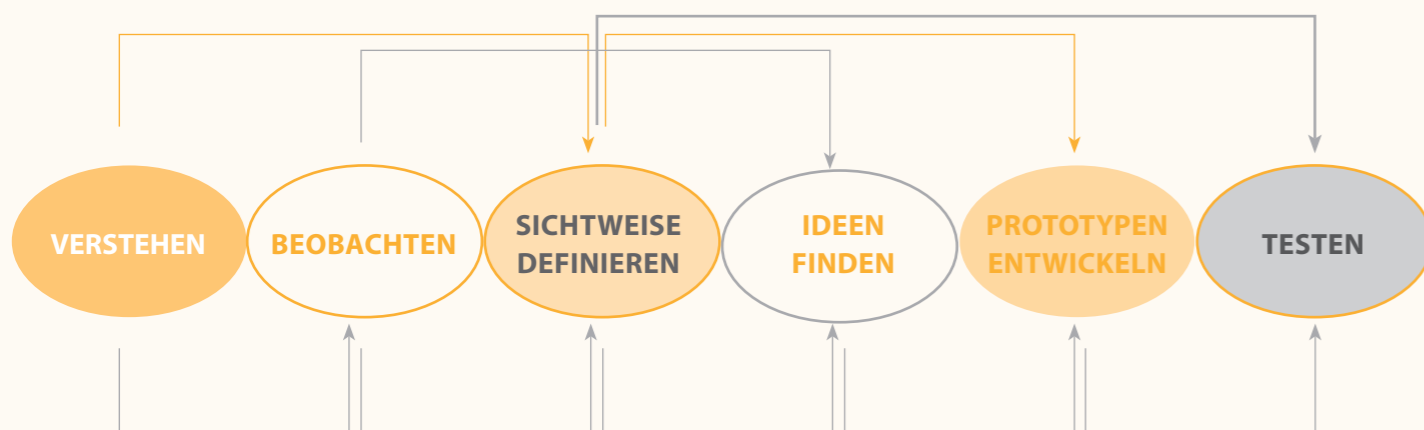 VERSTEHEN
BEOBACHTEN
SICHTWEISE
DEFINIEREN
IDEEN
FINDEN
PROTOTYPEN
ENTWICKELN
TESTEN